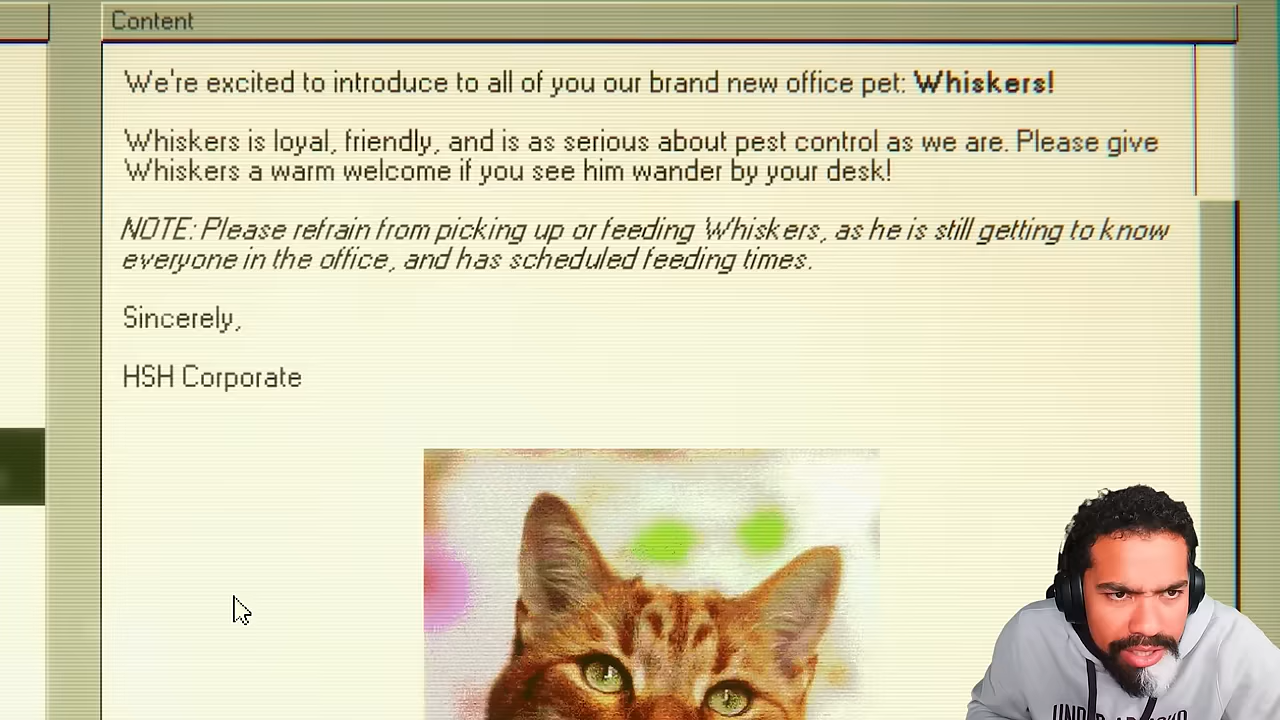 Content
We're excited to introduce to all of you our brand new office pet: Whiskers!
Whiskers is loyal, friendly, and is as serious about pest control as we are. Please give
Whiskers a warm welcome if you see him wander by your desk!
NOTE: Please refrain from picking up or feeding Whiskers, as he is still getting to know
everyone in the office, and has scheduled feeding times.
Sincerely,
HSH Corporate